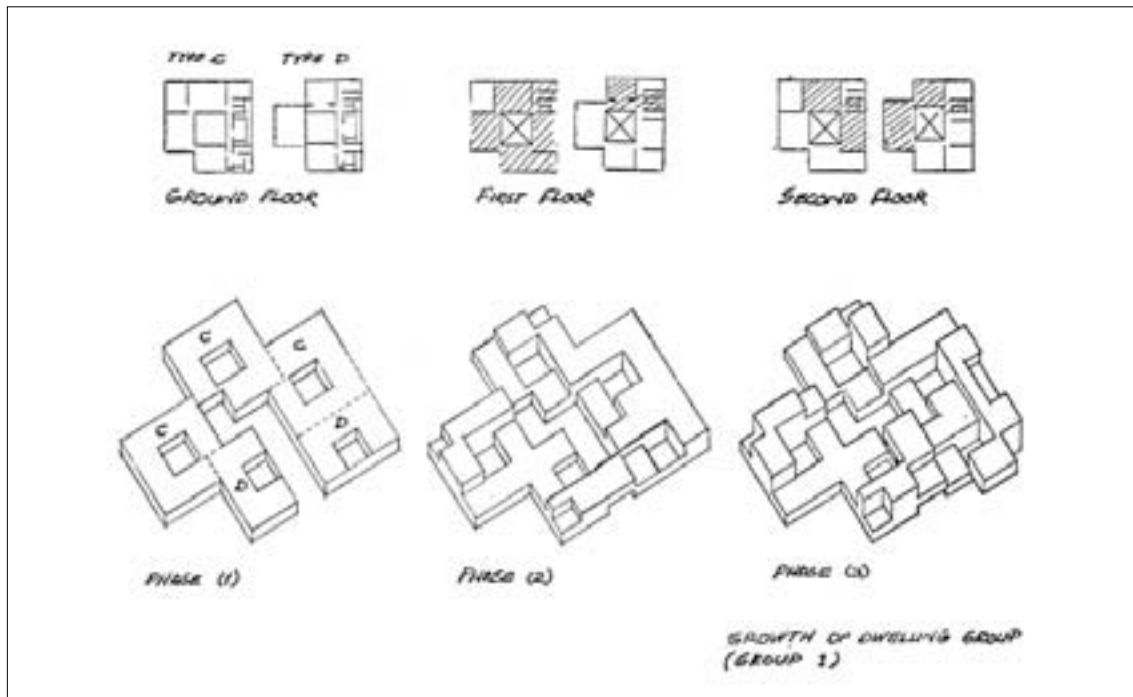 TYPE C
TYPE D
GROUND FLOOR
FIRST FLOOR
SECOND FLOOR
C
C
C
D
D
PHASE (1)
PHASE (2)
PHASE (3)
GROWTH OF DWELLING GROUP
(GROUP 1)